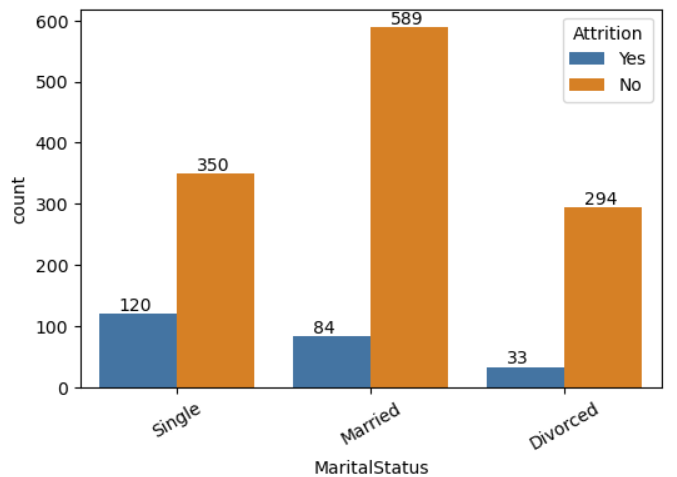 600
500
400
300
200
100
0
count
589
350
294
120
84
33
Attrition
Yes
No
Single
Married
Divorced
MaritalStatus